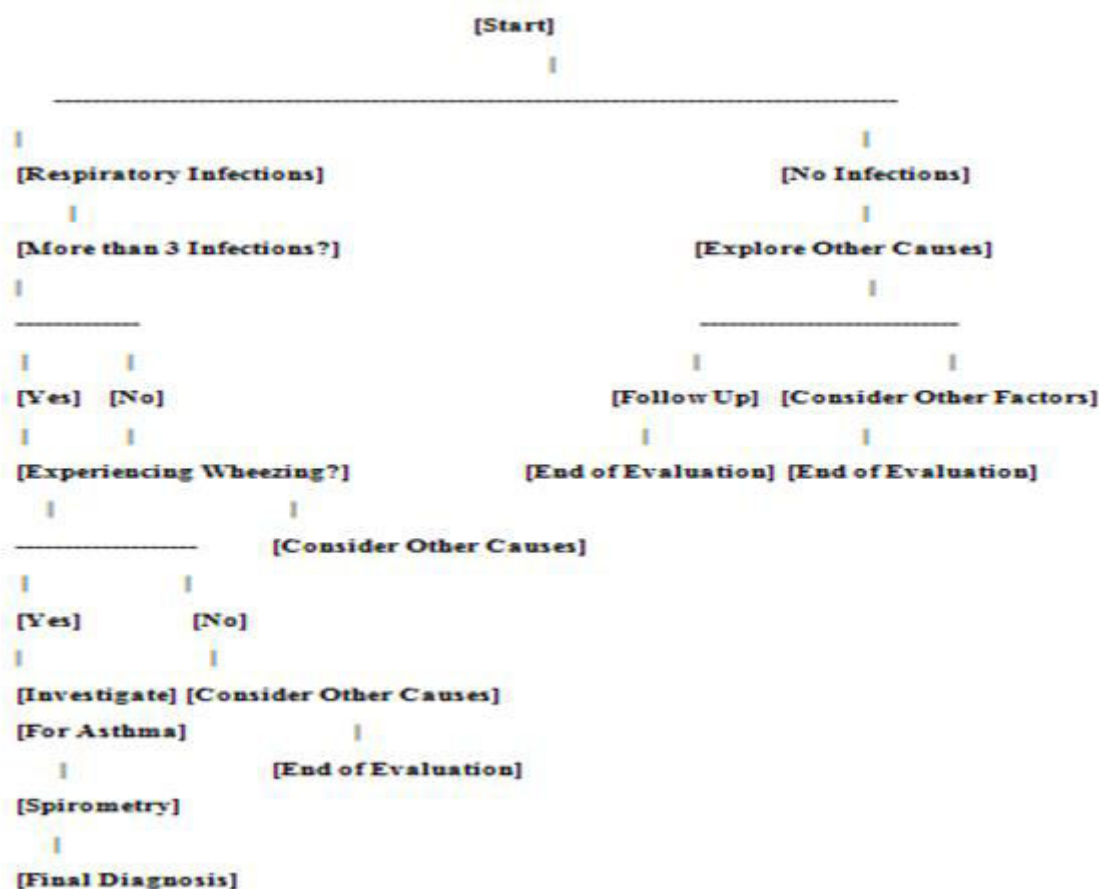 [Start]
[Respiratory Infections] [No Infections]
[More than 3 Infections?] [Explore Other Causes]
[Yes] [No] [Follow Up] [Consider Other Factors]
[Experiencing Wheezing?] [End of Evaluation] [End of Evaluation]
[Consider Other Causes]
[Yes] [No]
[Investigate] [Consider Other Causes]
[For Asthma]
[End of Evaluation]
[Spirometry]
[Final Diagnosis]